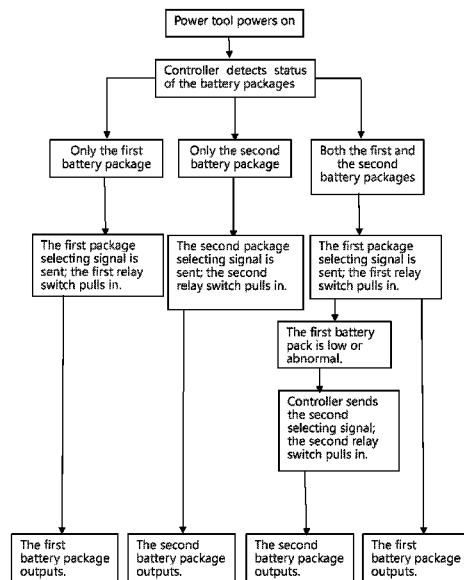 Power tool powers on
Controller detects status
of the battery packages
Only the first
battery package
Only the second
battery package
Both the first and
the second
battery packages
The first package
selecting signal is
sent; the first relay
switch pulls in.
The second package
selecting signal is
sent; the second
relay switch pulls in.
The first package
selecting signal is
sent; the first relay
switch pulls in.
The first battery
pack is low or
abnormal.
Controller sends
the second
selecting signal;
the second relay
switch pulls in.
The first
battery package
outputs.
The second
battery package
outputs.
The second
battery package
outputs.
The first
battery package
outputs.